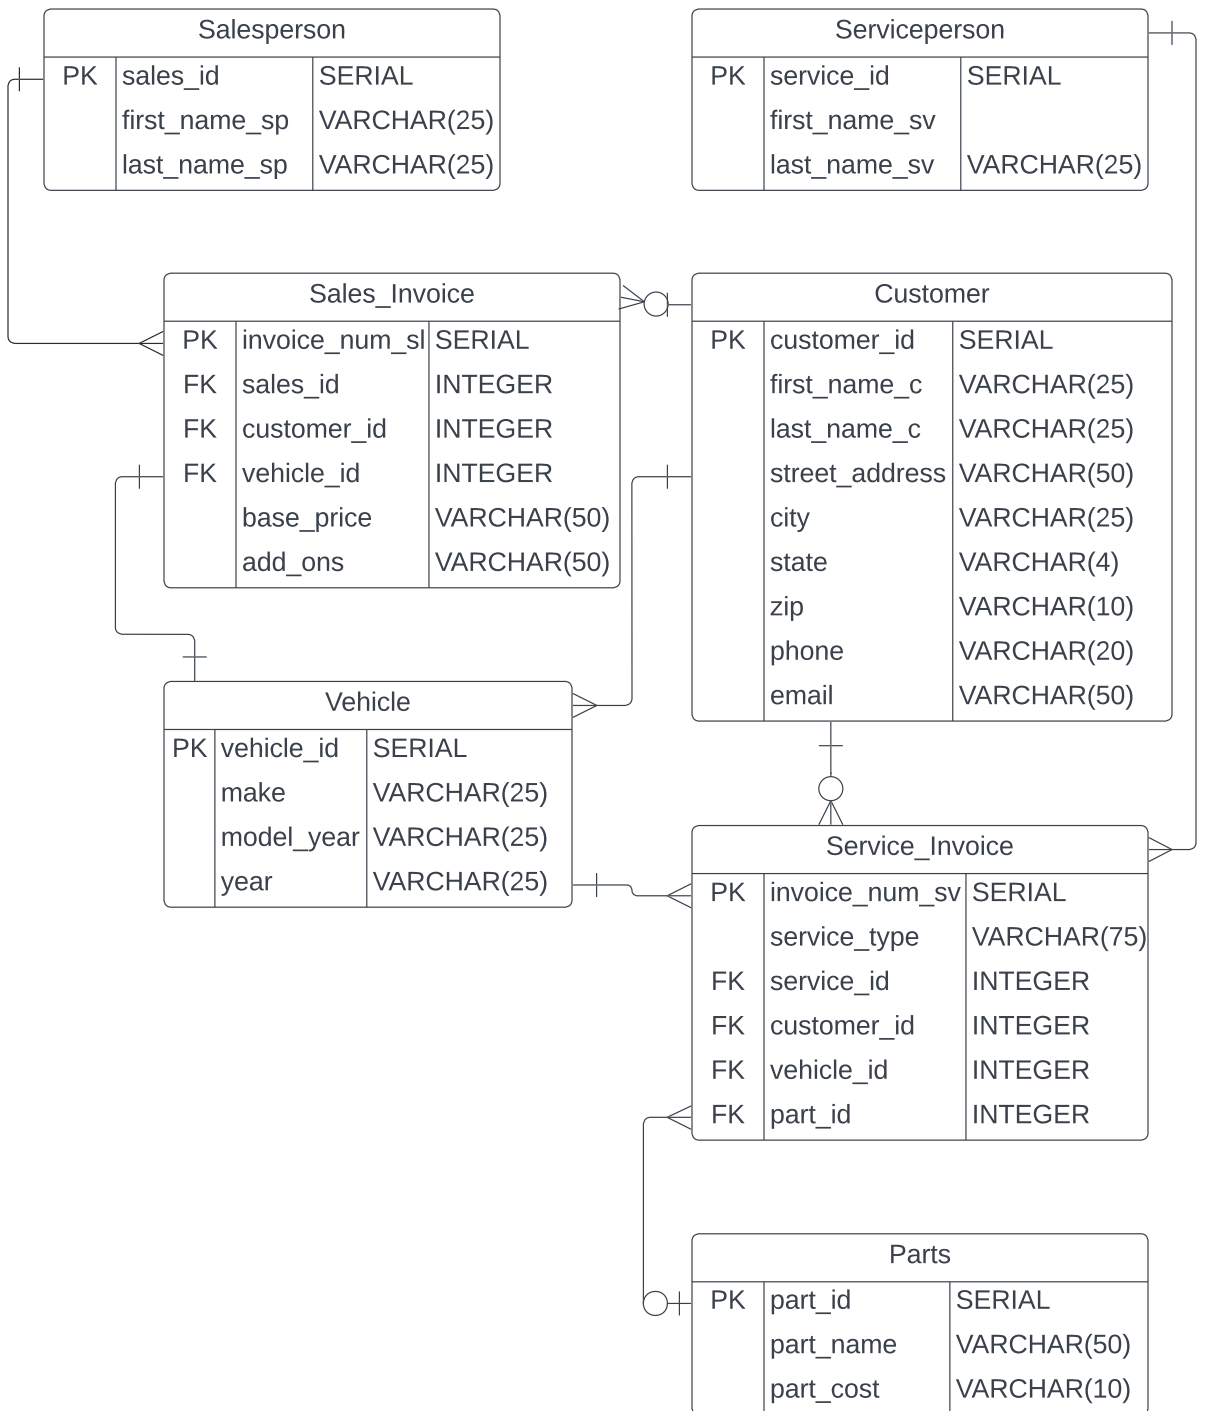 Salesperson
PK sales_id SERIAL
first_name_sp VARCHAR(25)
last_name_sp VARCHAR(25)
Serviceperson
PK service_id SERIAL
first_name_sv
last_name_sv VARCHAR(25)
Sales_Invoice
PK invoice_num_sl SERIAL
FK sales_id INTEGER
FK customer_id INTEGER
FK vehicle_id INTEGER
base_price VARCHAR(50)
add_ons VARCHAR(50)
Customer
PK customer_id SERIAL
first_name_c VARCHAR(25)
last_name_c VARCHAR(25)
street_address VARCHAR(50)
city VARCHAR(25)
state VARCHAR(4)
zip VARCHAR(10)
phone VARCHAR(20)
email VARCHAR(50)
Vehicle
PK vehicle_id SERIAL
make VARCHAR(25)
model_year VARCHAR(25)
year VARCHAR(25)
Service_Invoice
PK invoice_num_sv SERIAL
service_type VARCHAR(75)
FK service_id INTEGER
FK customer_id INTEGER
FK vehicle_id INTEGER
FK part_id INTEGER
Parts
PK part_id SERIAL
part_name VARCHAR(50)
part_cost VARCHAR(10)